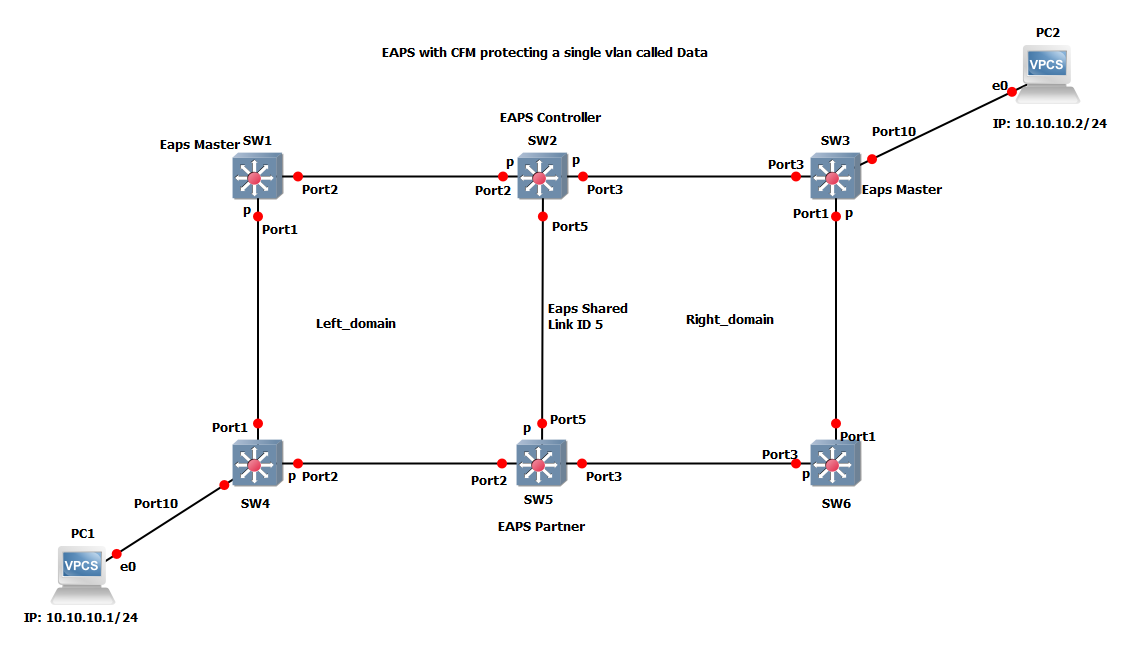 PC2
EAPS with CFM protecting a single vlan called Data
VPCS
e0
IP: 10.10.10.2/24
EAPS Controller
Port10
Eaps Master
SW1
SW2
SW3
p
p
Port3
Port2
Port2
Port3
Eaps Master
p
Port1
Port1
p
Port5
Eaps Shared
Link ID 5
Left_domain
Right_domain
Port1
p
Port5
Port1
Port3
p
Port2
Port2
Port3
p
SW4
SW5
SW6
Port10
EAPS Partner
PC1
VPCS
e0
IP: 10.10.10.1/24